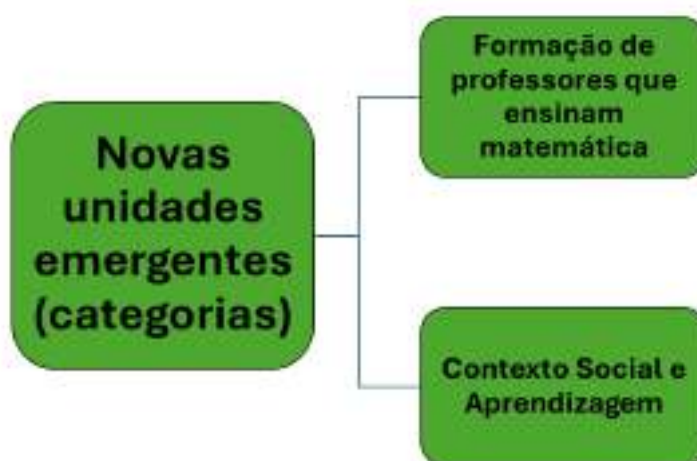 Novas
unidades
emergentes
(categorias)
Formação de
professores que
ensinam
matemática
Contexto Social e
Aprendizagem